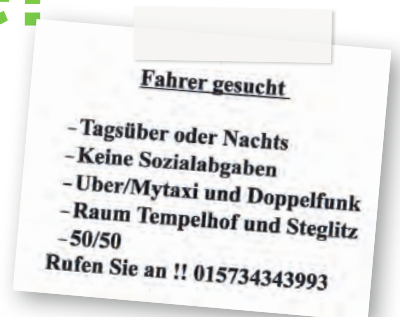 Fahrer gesucht
-Tagsüber oder Nachts
-Keine Sozialabgaben
-Uber/Mytaxi und Doppelfunk
-Raum Tempelhof und Steglitz
-50/50
Rufen Sie an !! 015734343993